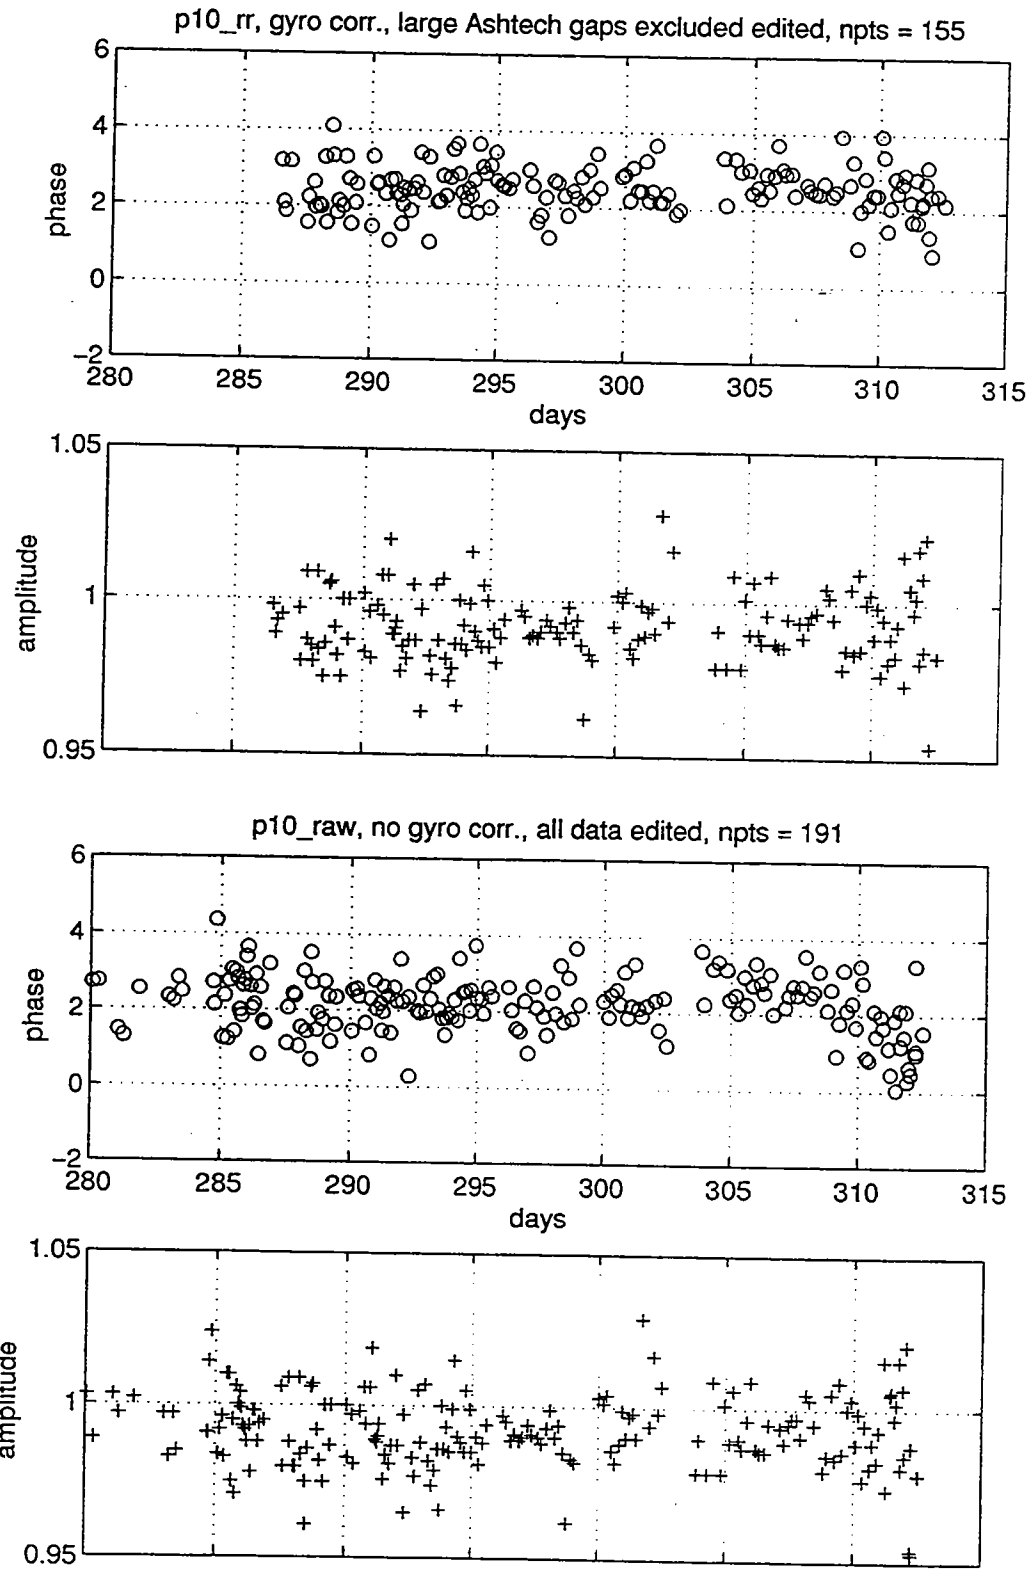 p10_rr, gyro corr., large Ashtech gaps excluded edited, npts = 155
6
4
2
0
−2
phase
280 285 290 295 300 305 310 315
days
1.05
1
0.95
amplitude
p10_raw, no gyro corr., all data edited, npts = 191
6
4
2
0
−2
phase
280 285 290 295 300 305 310 315
days
1.05
1
0.95
amplitude